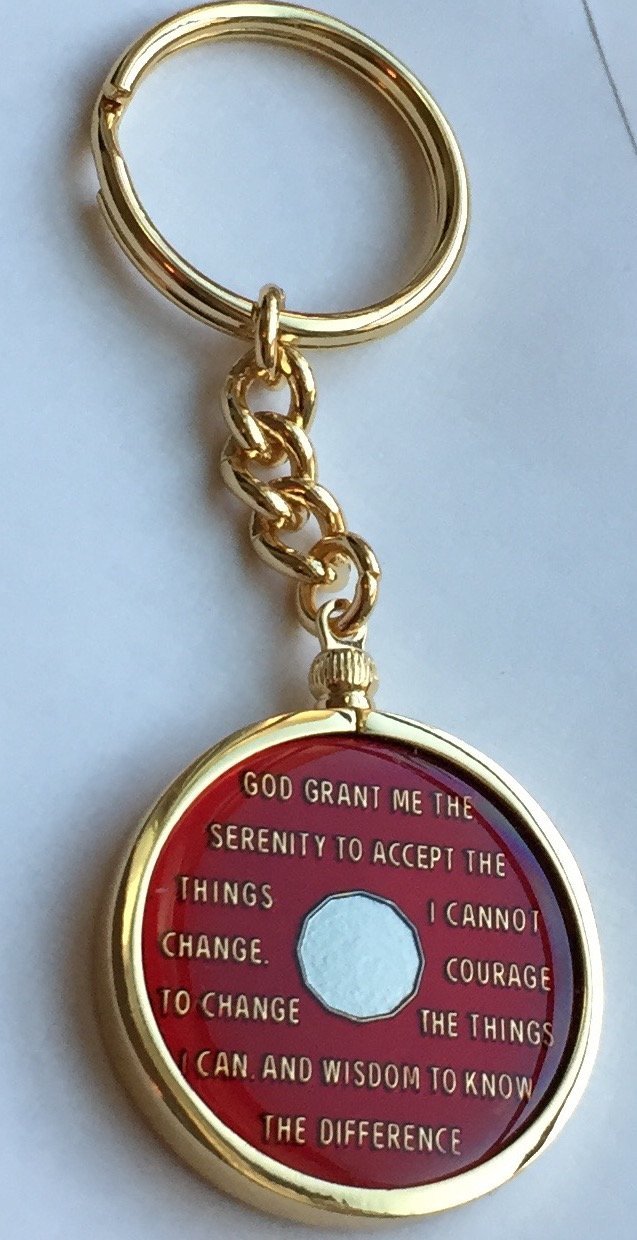 GOD GRANT ME THE
SERENITY TO ACCEPT THE
THINGS I CANNOT
CHANGE. COURAGE
TO CHANGE THE THINGS
I CAN. AND WISDOM TO KNOW
THE DIFFERENCE